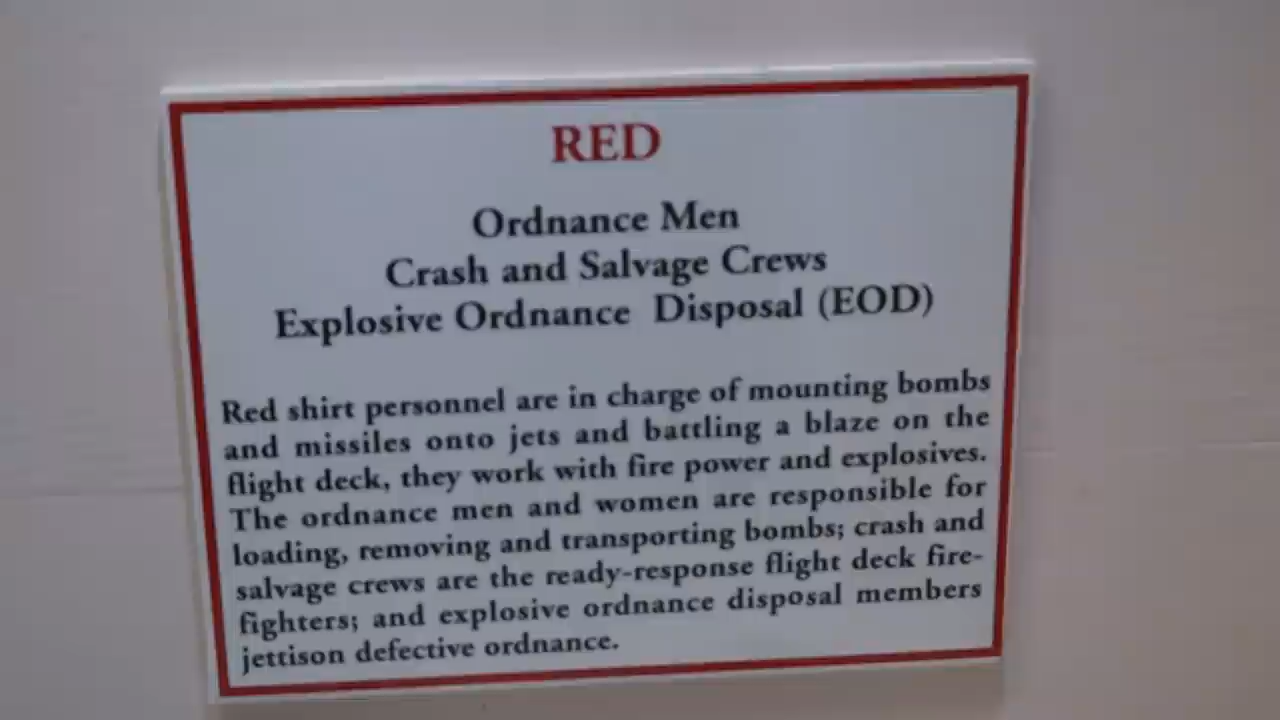 RED
Ordnance Men
Crash and Salvage Crews
Explosive Ordnance Disposal (EOD)
Red shirt personnel are in charge of mounting bombs
and missiles onto jets and battling a blaze on the
flight deck, they work with fire power and explosives.
The ordnance men and women are responsible for
loading, removing and transporting bombs; crash and
salvage crews are the ready-response flight deck fire-
fighters; and explosive ordnance disposal members
jettison defective ordnance.